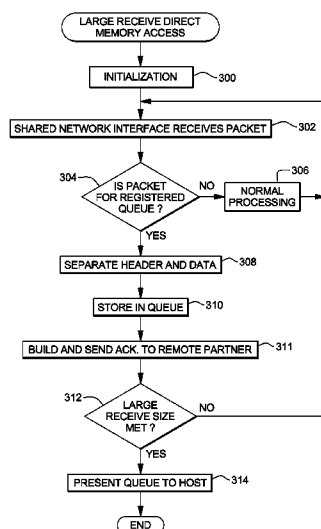 LARGE RECEIVE DIRECT
MEMORY ACCESS
INITIALIZATION
300
SHARED NETWORK INTERFACE RECEIVES PACKET
302
304
IS PACKET
FOR REGISTERED
QUEUE ?
NO
306
NORMAL
PROCESSING
YES
SEPARATE HEADER AND DATA
308
STORE IN QUEUE
310
BUILD AND SEND ACK. TO REMOTE PARTNER
311
312
LARGE
RECEIVE SIZE
MET ?
NO
YES
PRESENT QUEUE TO HOST
314
END